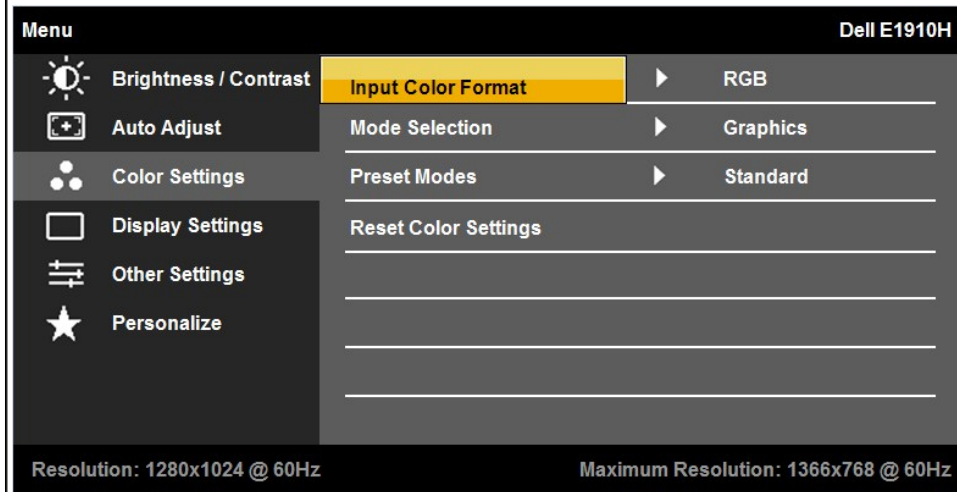 Menu Dell E1910H
Brightness / Contrast Input Color Format RGB
Auto Adjust Mode Selection Graphics
Color Settings Preset Modes Standard
Display Settings Reset Color Settings
Other Settings
Personalize
Resolution: 1280x1024 @ 60Hz Maximum Resolution: 1366x768 @ 60Hz